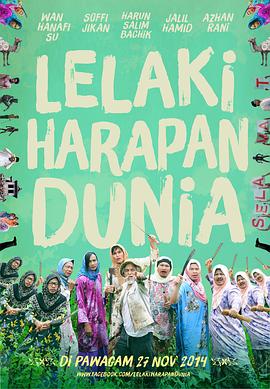 WAN HANAFI SU
SOFFI JIKAN
HARUN SALIM BACHIK
JALIL HAMID
AZHAN RANI
LELAKI
HARAPAN
DUNIA
SELAMAT
Di PAWAGAM 27 NOV 2014
WWW.FACEBOOK.COM/LELAKIHARAPANDUNIA